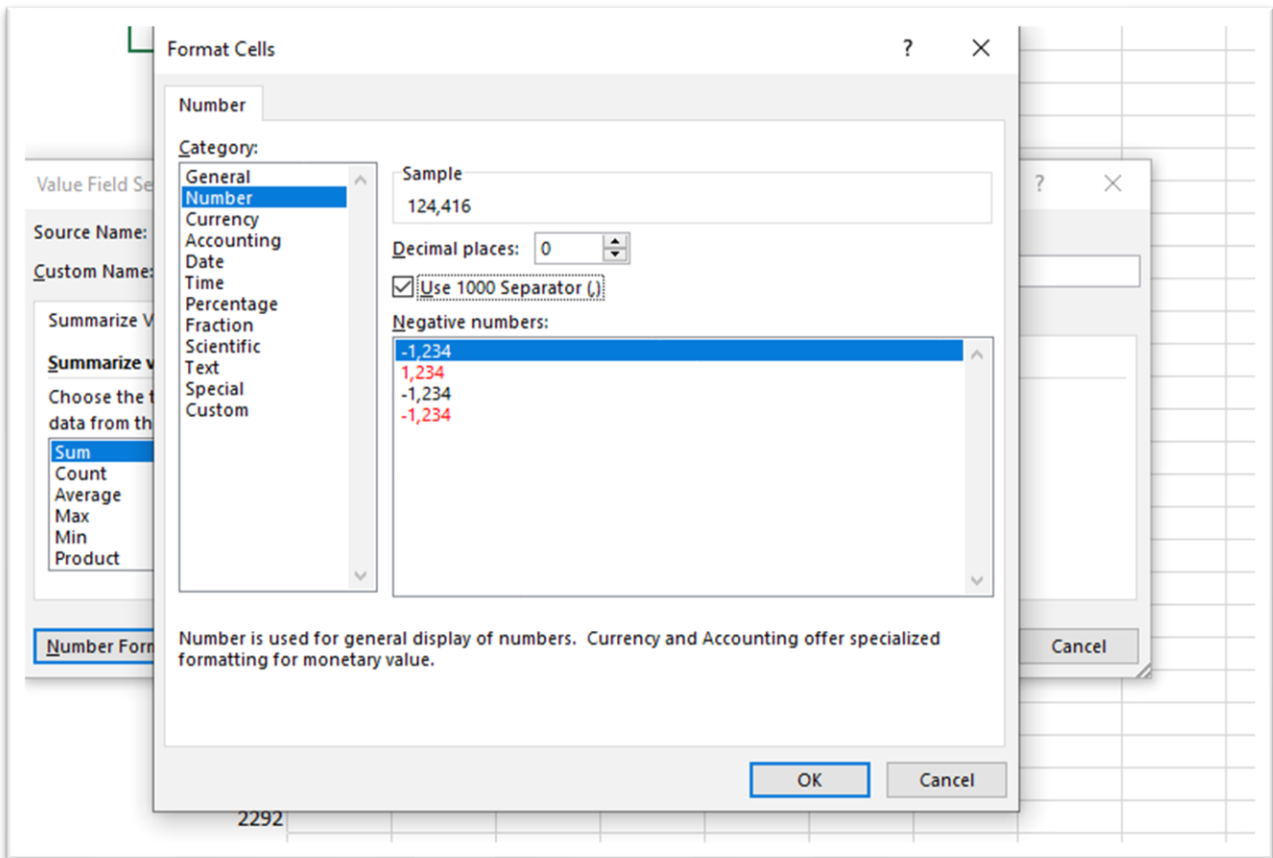 Format Cells ?
Number
Category:
General
Number
Currency
Accounting
Date
Time
Percentage
Fraction
Scientific
Text
Special
Custom
Sample
124,416
Decimal places: 0
Use 1000 Separator (,)
Negative numbers:
-1,234
1,234
-1,234
-1,234
Number is used for general display of numbers. Currency and Accounting offer specialized
formatting for monetary value.
OK Cancel
Value Field Se ?
Source Name:
Custom Name:
Summarize V
Summarize v
Choose the t
data from th
Sum
Count
Average
Max
Min
Product
Number Form Cancel
2292